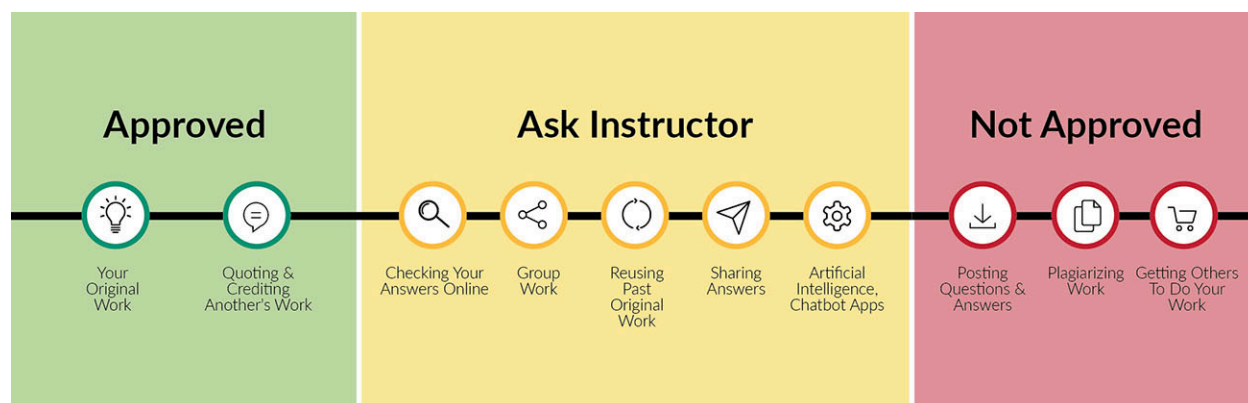 Approved
Ask Instructor
Not Approved
Your
Original
Work
Quoting &
Crediting
Another's Work
Checking Your
Answers Online
Group
Work
Reusing
Past
Original
Work
Sharing
Answers
Artificial
Intelligence,
Chatbot Apps
Posting
Questions &
Answers
Plagiarizing
Work
Getting Others
To Do Your
Work